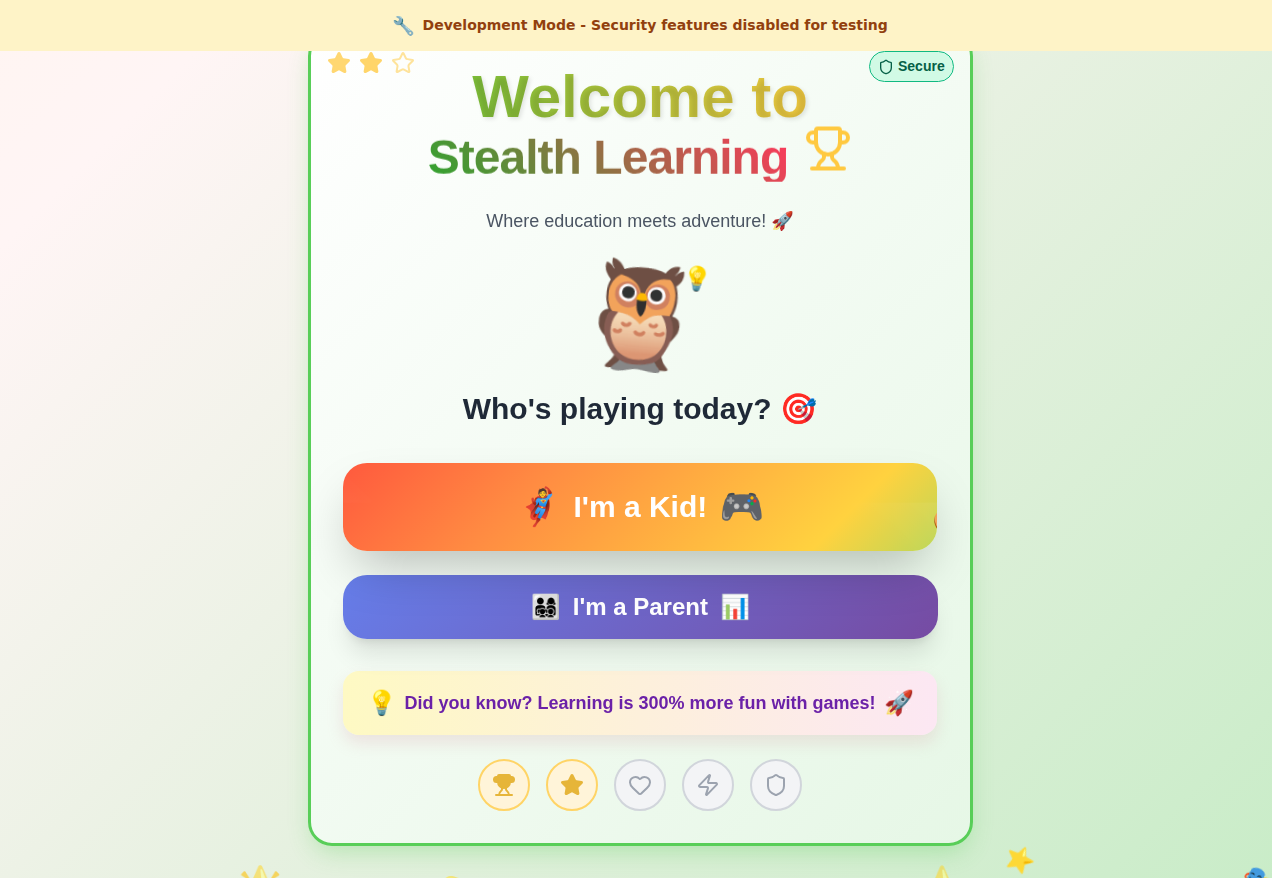 🔧 Development Mode - Security features disabled for testing
Secure
Welcome to
Stealth Learning
Where education meets adventure! 🚀
Who's playing today? 🎯
🦸 I'm a Kid! 🎮
👨‍👩‍👧‍👦 I'm a Parent 📊
💡 Did you know? Learning is 300% more fun with games! 🚀